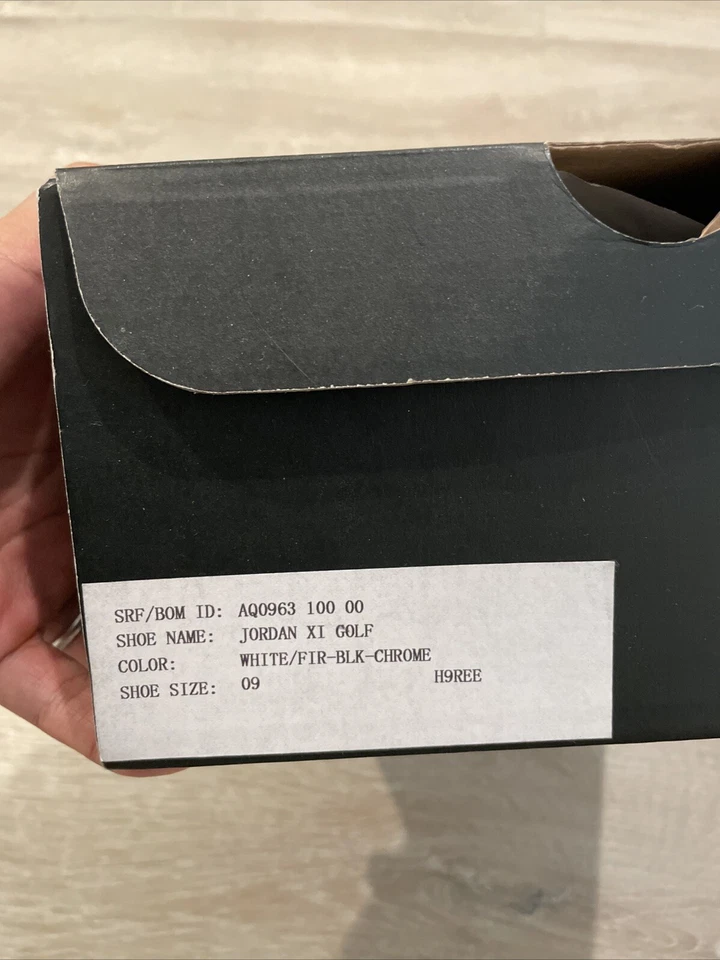 SRF/BOM ID: AQ0963 100 00
SHOE NAME: JORDAN XI GOLF
COLOR: WHITE/FIR-BLK-CHROME
SHOE SIZE: 09 H9REE